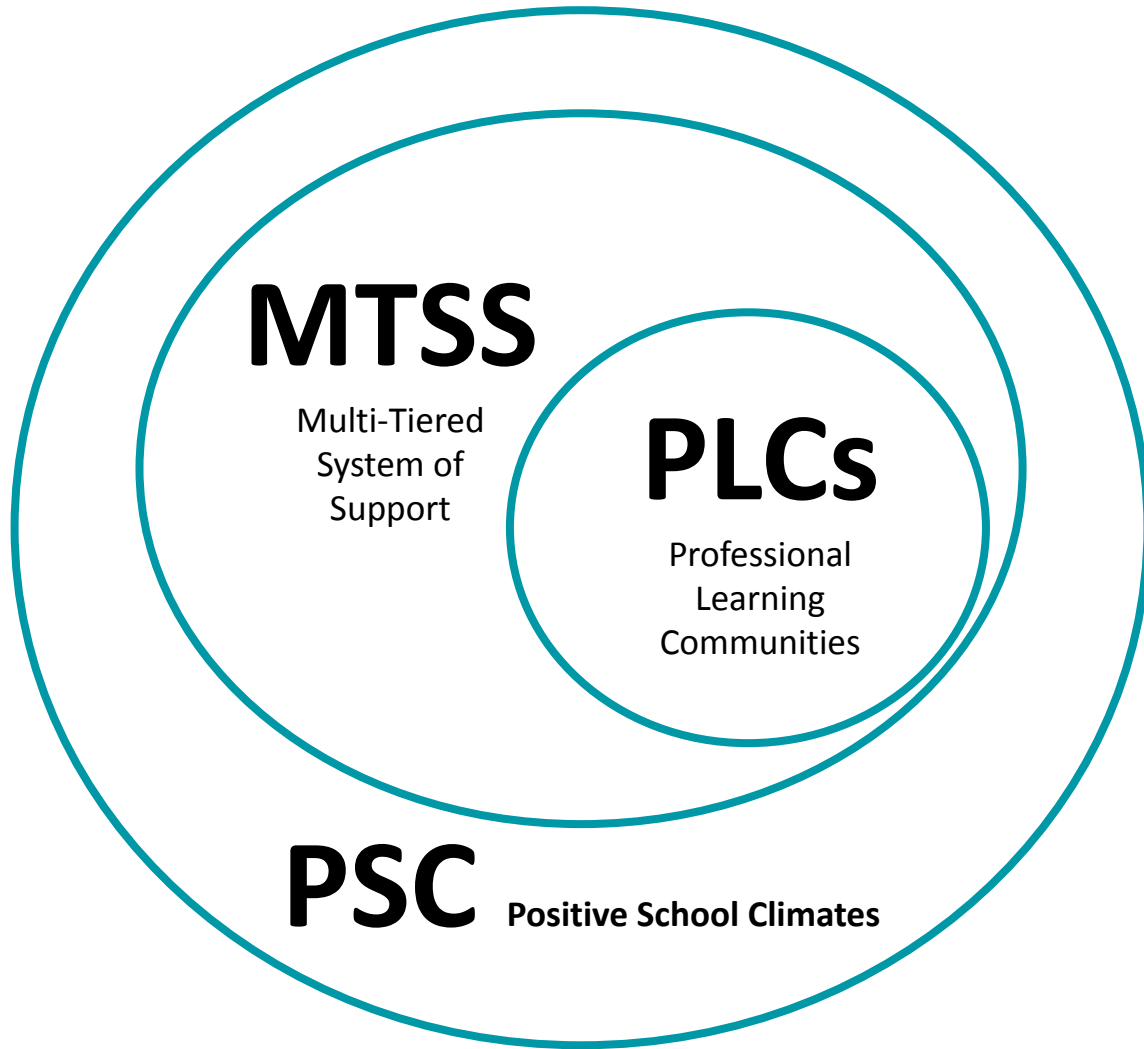 MTSS
Multi-Tiered
System of
Support
PLCs
Professional
Learning
Communities
PSC Positive School Climates